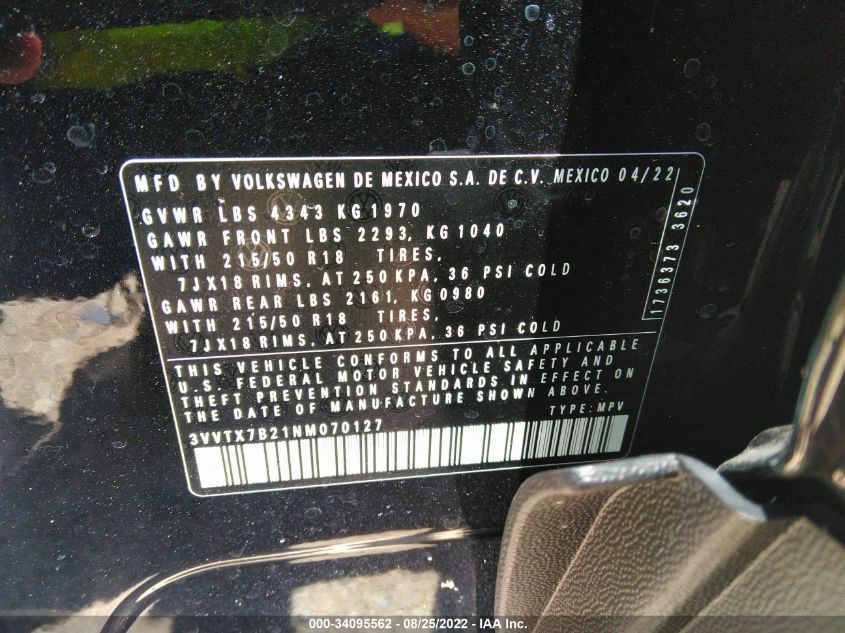 MFD BY VOLKSWAGEN DE MEXICO S.A. DE C.V. MEXICO 04/22
GVWR LBS 4343 KG 1970
GAWR FRONT LBS 2293, KG 1040
WITH 215/50 R18 TIRES,
7JX18 RIMS, AT 250 KPA, 36 PSI COLD
GAWR REAR LBS 2161, KG 0980
WITH 215/50 R18 TIRES,
7JX18 RIMS, AT 250 KPA, 36 PSI COLD
1736373 3620
THIS VEHICLE CONFORMS TO ALL APPLICABLE
U.S. FEDERAL MOTOR VEHICLE SAFETY AND
THEFT PREVENTION STANDARDS IN EFFECT ON
THE DATE OF MANUFACTURE SHOWN ABOVE.
3VVTX7B21NM070127 TYPE: MPV
000-34095562 - 08/25/2022 - IAA Inc.